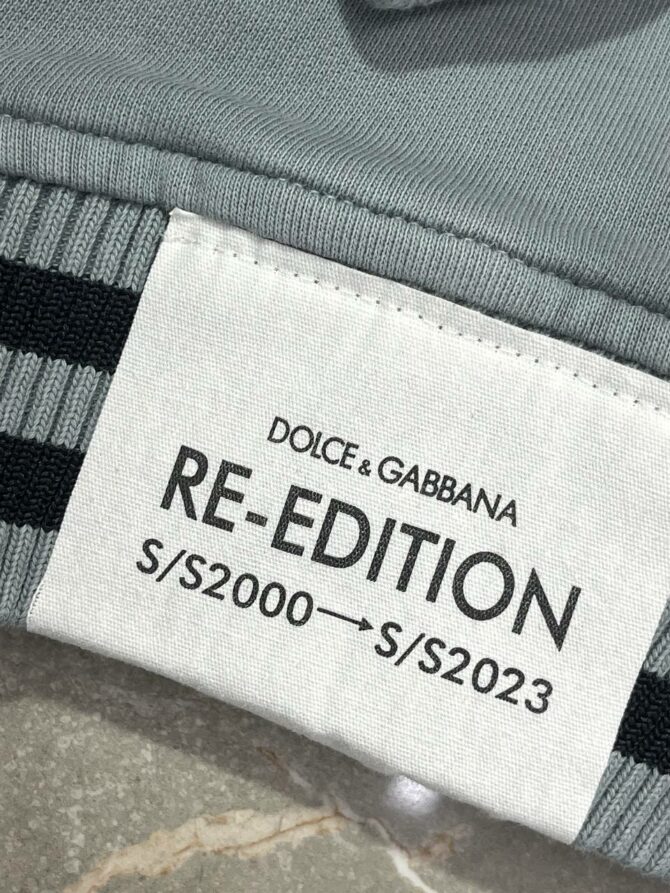 DOLCE & GABBANA
RE-EDITION
S/S2000→S/S2023